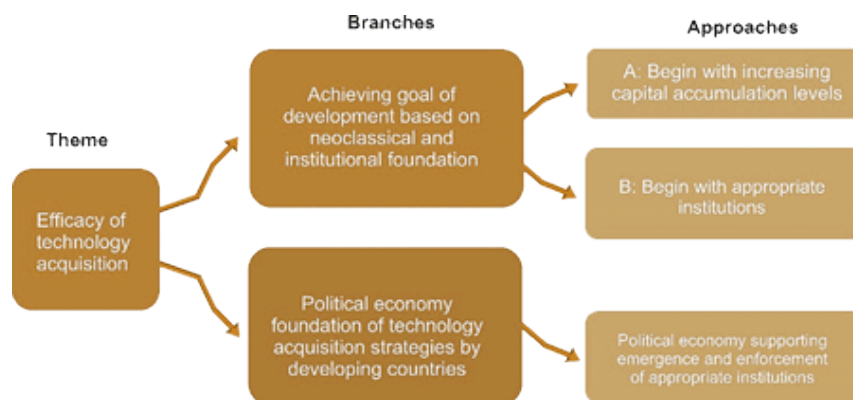 Branches
Approaches
Theme
Efficacy of
technology
acquisition
Achieving goal of
development based on
neoclassical and
institutional foundation
Political economy
foundation of technology
acquisition strategies by
developing countries
A: Begin with increasing
capital accumulation levels
B: Begin with appropriate
institutions
Political economy supporting
emergence and enforcement
of appropriate institutions